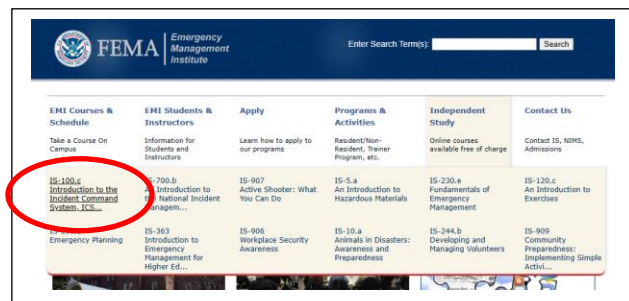 FEMA
Emergency
Management
Institute
Enter Search Term(s):
Search
EMI Courses &
Schedule
Take a Course On
Campus
EMI Students &
Instructors
Information for
Students and
Instructors
Apply
Learn how to apply to
our programs
Programs &
Activities
Resident/Non-
Resident, Trainer
Program, etc.
Independent
Study
Online courses
available free of charge
Contact Us
Contact IS, NIMS,
Admissions
IS-100.c
Introduction to the
Incident Command
System, ICS...
IS-700.b
An Introduction to
the National Incident
Managem...
IS-907
Active Shooter: What
You Can Do
IS-5.a
An Introduction to
Hazardous Materials
IS-230.e
Fundamentals of
Emergency
Management
IS-120.c
An Introduction to
Exercises
Emergency Planning
IS-363
Introduction to
Emergency
Management for
Higher Ed...
IS-906
Workplace Security
Awareness
IS-10.a
Animals in Disasters:
Awareness and
Preparedness
IS-244.b
Developing and
Managing Volunteers
IS-909
Community
Preparedness:
Implementing Simple
Activi...